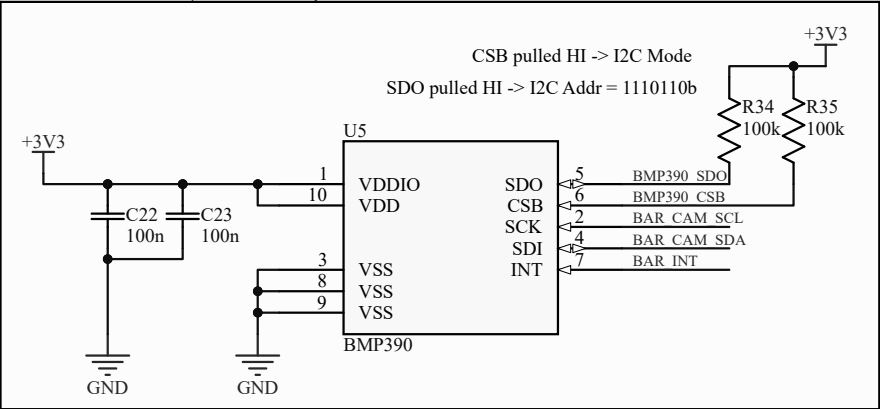 +3V3
CSB pulled HI -> I2C Mode
SDO pulled HI -> I2C Addr = 1110110b
R34
100k
R35
100k
+3V3
U5
1
VDDIO
10
VDD
C22
100n
C23
100n
3
VSS
8
VSS
9
VSS
SDO
5
BMP390_SDO
CSB
6
BMP390_CSB
SCK
2
BAR_CAM_SCL
SDI
4
BAR_CAM_SDA
INT
7
BAR_INT
BMP390
GND
GND